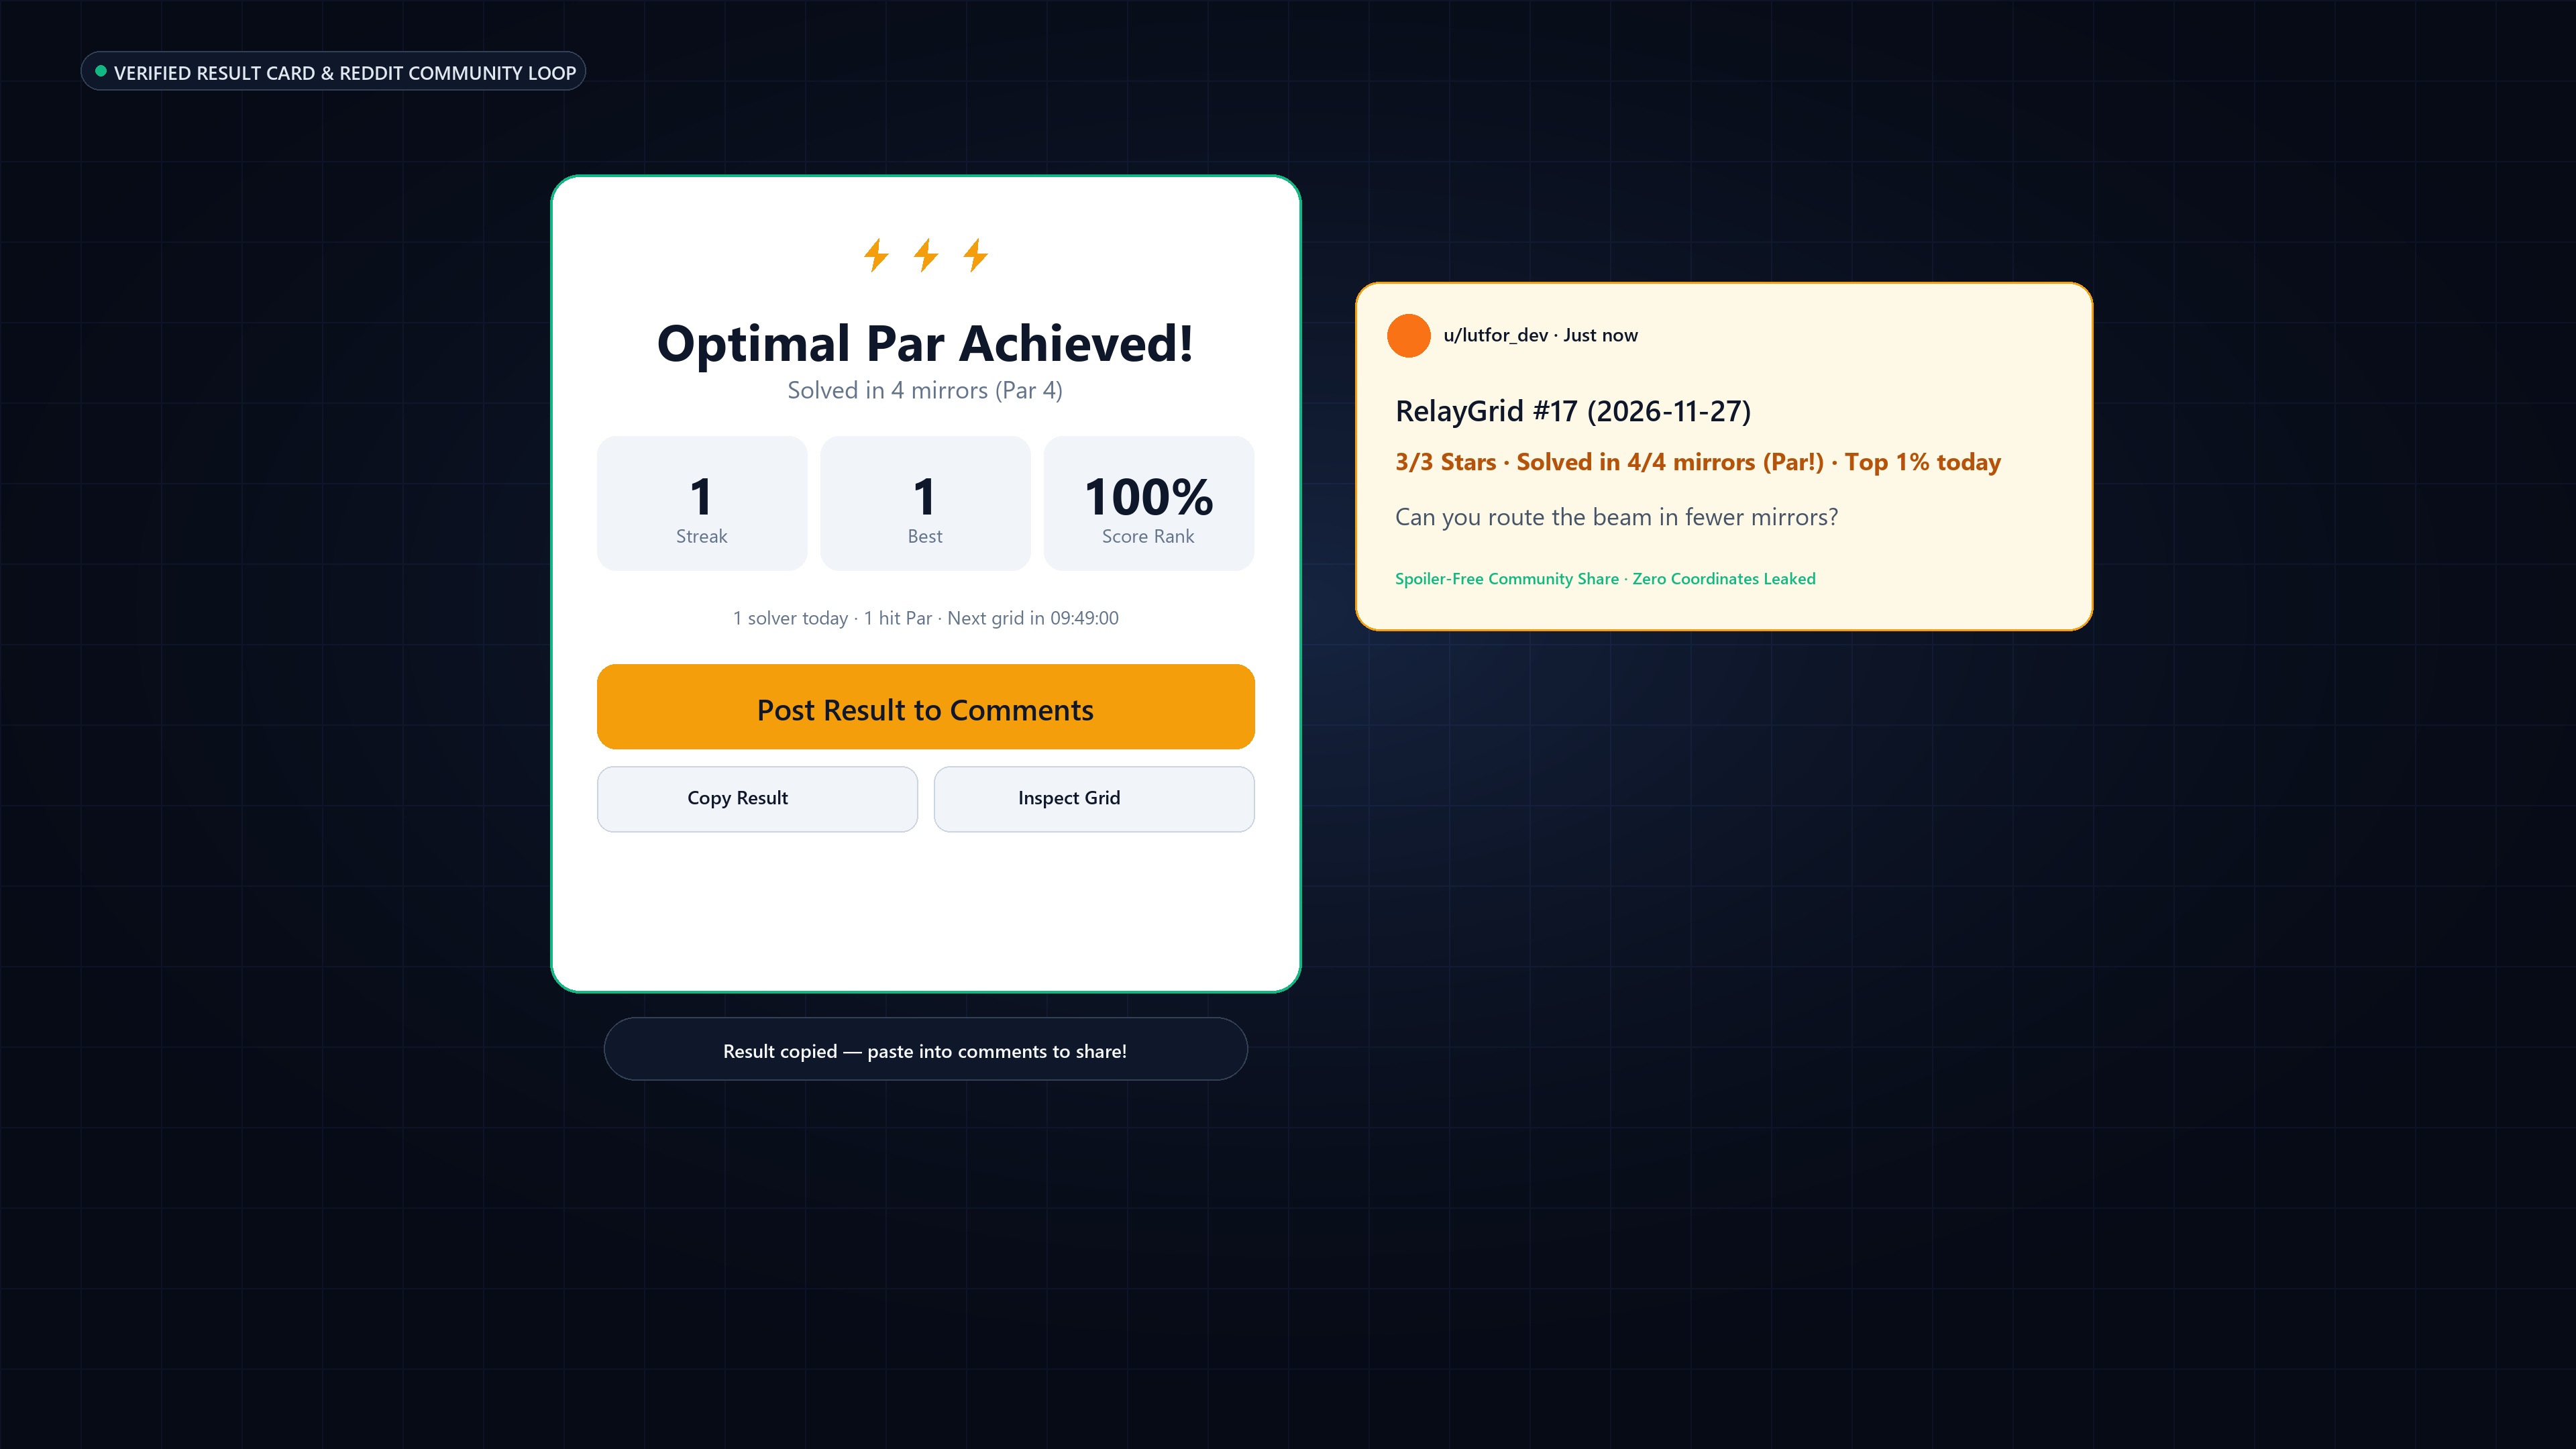 VERIFIED RESULT CARD & REDDIT COMMUNITY LOOP
Optimal Par Achieved!
Solved in 4 mirrors (Par 4)
1
Streak
1
Best
100%
Score Rank
1 solver today · 1 hit Par · Next grid in 09:49:00
Post Result to Comments
Copy Result
Inspect Grid
Result copied — paste into comments to share!
u/lutfor_dev · Just now
RelayGrid #17 (2026-11-27)
3/3 Stars · Solved in 4/4 mirrors (Par!) · Top 1% today
Can you route the beam in fewer mirrors?
Spoiler-Free Community Share · Zero Coordinates Leaked